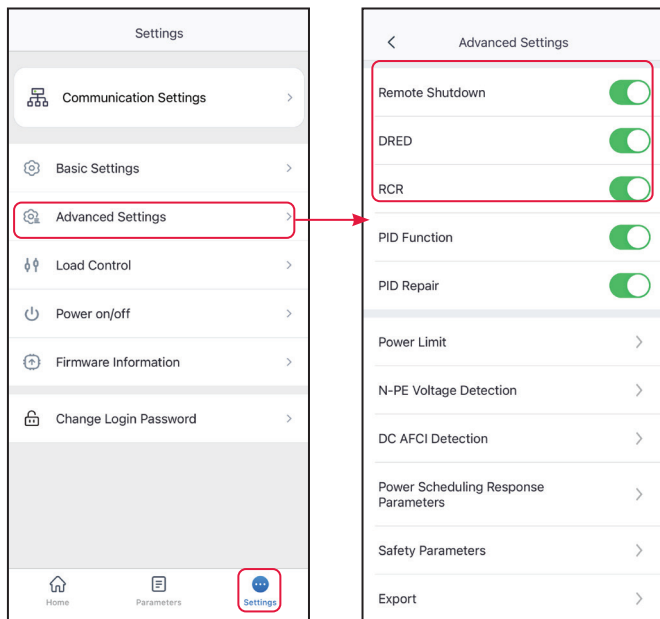 Settings
Communication Settings
Basic Settings
Advanced Settings
Load Control
Power on/off
Firmware Information
Change Login Password
Home
Parameters
Settings
Advanced Settings
Remote Shutdown
DRED
RCR
PID Function
PID Repair
Power Limit
N-PE Voltage Detection
DC AFCI Detection
Power Scheduling Response
Parameters
Safety Parameters
Export